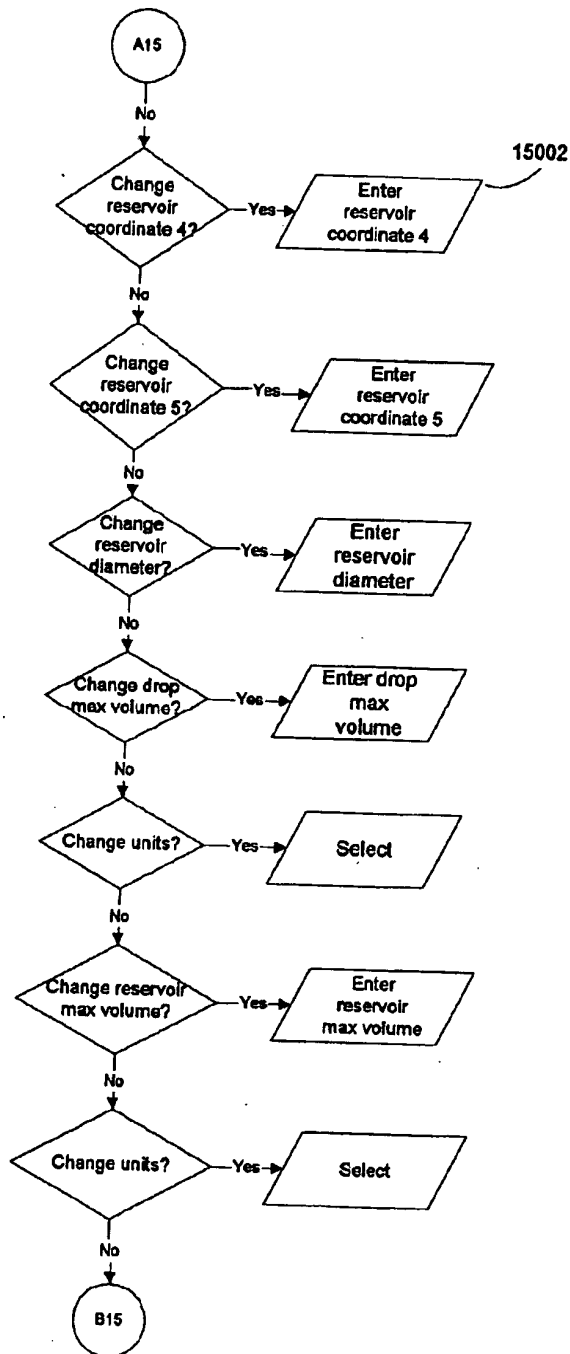 A15
No
15002
Change
reservoir
coordinate 4?
Yes
Enter
reservoir
coordinate 4
No
Change
reservoir
coordinate 5?
Yes
Enter
reservoir
coordinate 5
No
Change
reservoir
diameter?
Yes
Enter
reservoir
diameter
No
Change drop
max volume?
Yes
Enter drop
max
volume
No
Change units?
Yes
Select
No
Change reservoir
max volume?
Yes
Enter
reservoir
max volume
No
Change units?
Yes
Select
No
B15